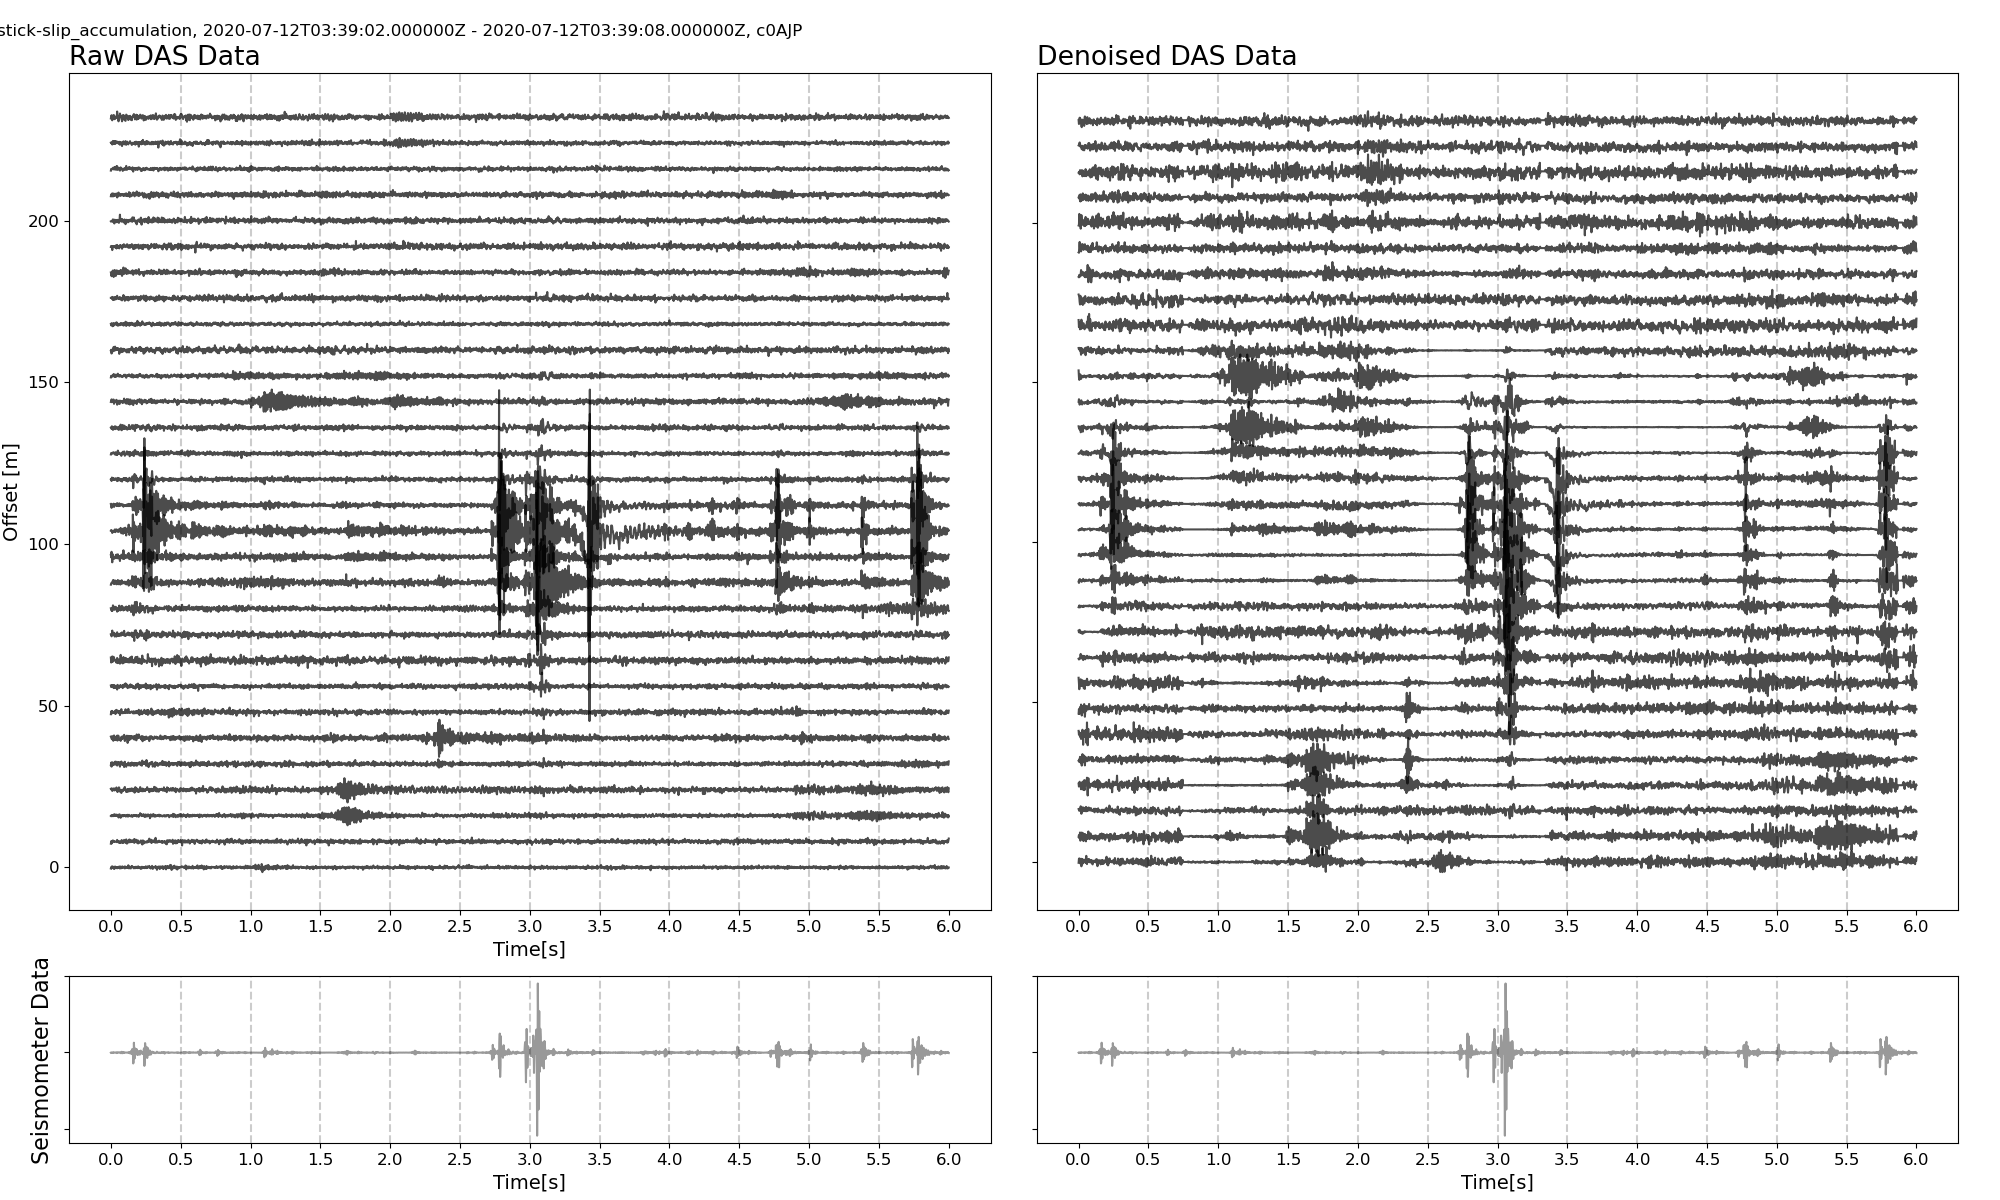 stick-slip_accumulation, 2020-07-12T03:39:02.000000Z - 2020-07-12T03:39:08.000000Z, c0AJP
Raw DAS Data
Denoised DAS Data
Offset [m]
200
150
100
50
0
0.0 0.5 1.0 1.5 2.0 2.5 3.0 3.5 4.0 4.5 5.0 5.5 6.0
Time[s]
0.0 0.5 1.0 1.5 2.0 2.5 3.0 3.5 4.0 4.5 5.0 5.5 6.0
Seismometer Data
0.0 0.5 1.0 1.5 2.0 2.5 3.0 3.5 4.0 4.5 5.0 5.5 6.0
Time[s]
0.0 0.5 1.0 1.5 2.0 2.5 3.0 3.5 4.0 4.5 5.0 5.5 6.0
Time[s]